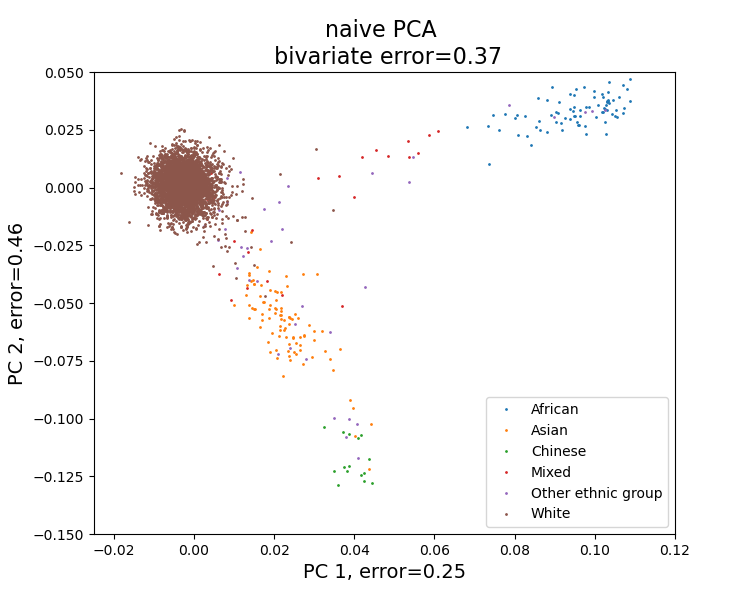 naive PCA
bivariate error=0.37
0.050
0.025
0.000
−0.025
−0.050
−0.075
−0.100
−0.125
−0.150
PC 2, error=0.46
African
Asian
Chinese
Mixed
Other ethnic group
White
−0.02
0.00
0.02
0.04
0.06
0.08
0.10
0.12
PC 1, error=0.25